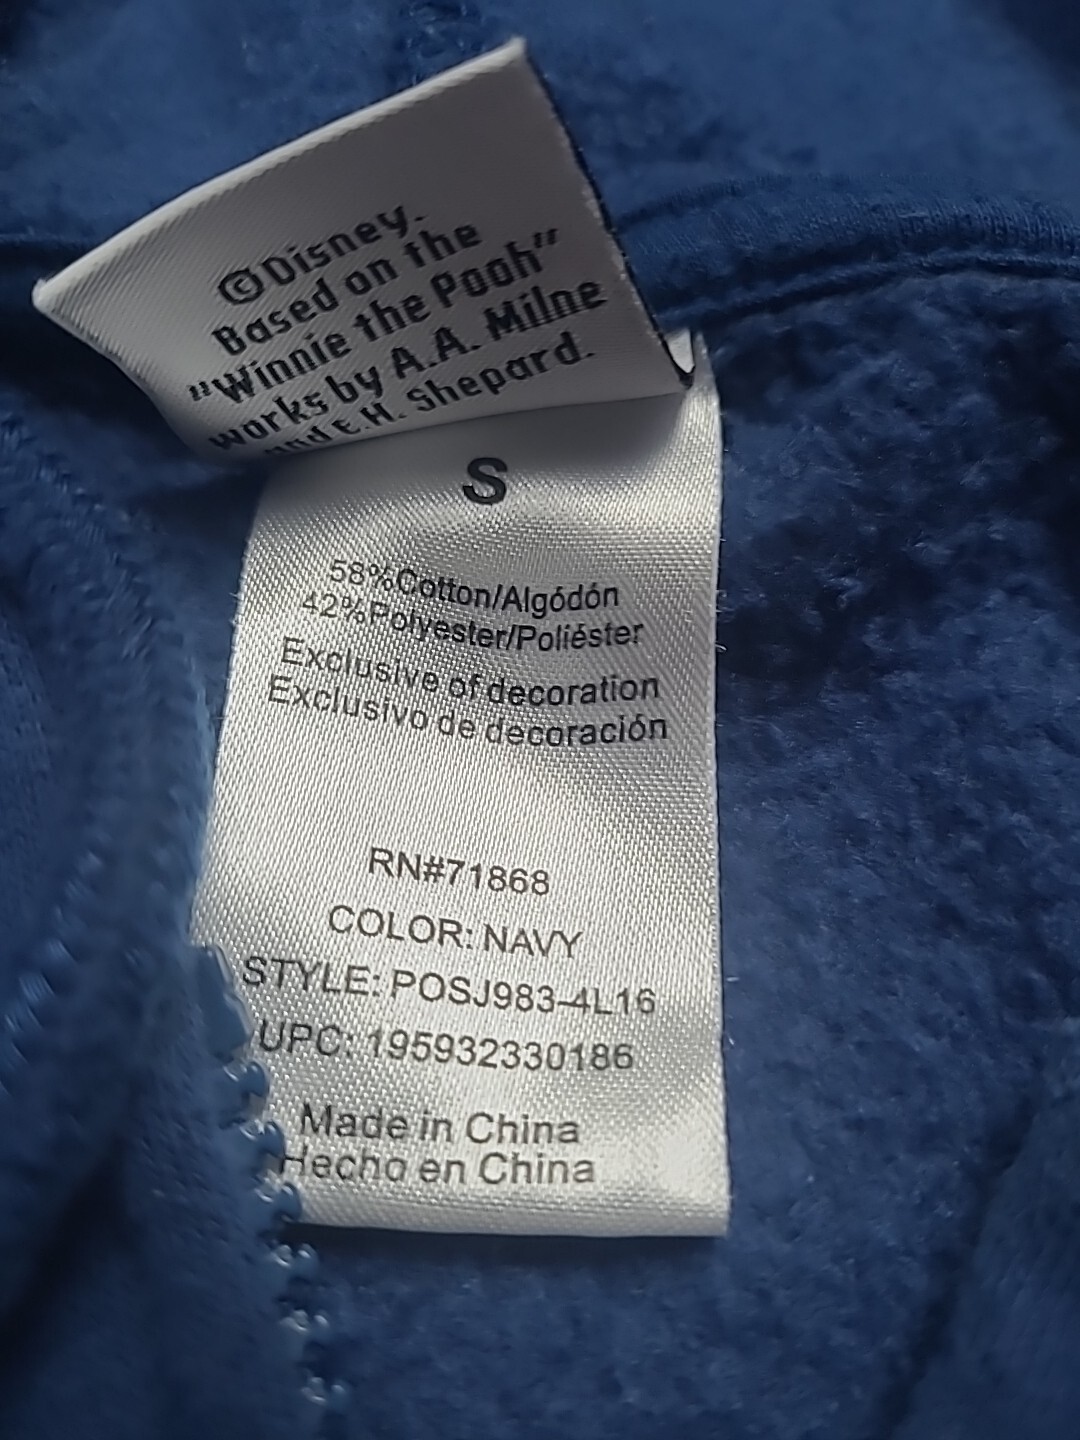 ©Disney.
Based on the
"Winnie the Pooh"
works by A.A. Milne
and E.H. Shepard.
S
58%Cotton/Algódón
42%Polyester/Poliéster
Exclusive of decoration
Exclusivo de decoración
RN#71868
COLOR: NAVY
STYLE: POSJ983-4L16
UPC: 195932330186
Made in China
Hecho en China